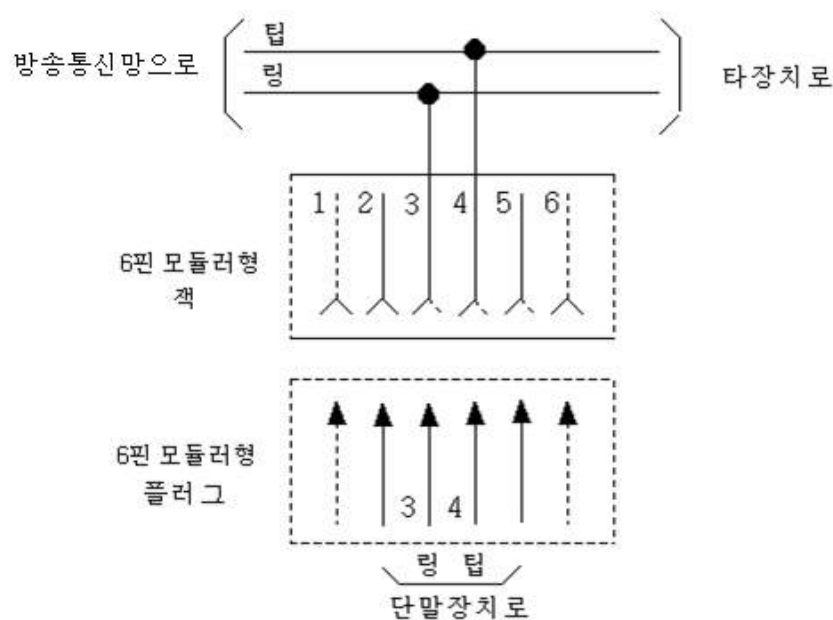 팁
방송통신망으로
링
타장치로
1 2 3 4 5 6
6핀 모듈러형
잭
6핀 모듈러형
플러그
3 4
링 팁
단말장치로